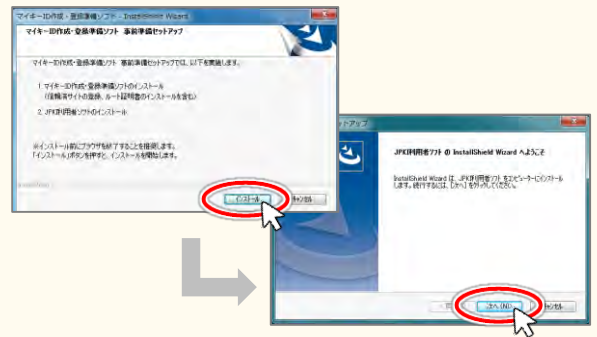 マイキーID作成・登録準備ソフト - InstallShield Wizard
マイキーID作成・登録準備ソフト 事前準備セットアップ
マイキーID作成・登録準備ソフト 事前準備セットアップでは、以下を実施します。
1. マイキーID作成・登録準備ソフトのインストール
(信頼済サイトの登録、ルート証明書のインストールを含む)
2. JPKI利用者ソフトのインストール
※インストール前にブラウザを終了することを推奨します。
「インストール」ボタンを押すと、インストールを開始します。
インストール
キャンセル
セットアップ
JPKI利用者ソフト の InstallShield Wizard へようこそ
InstallShield Wizard は、JPKI利用者ソフト をコンピューターにインストール
します。続行するには、[次へ] をクリックしてください。
次へ(N)
キャンセル